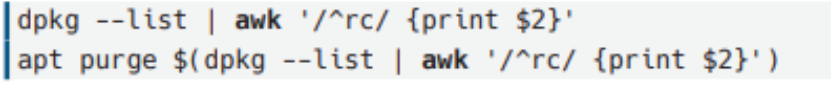 dpkg --list | awk '/^rc/ {print $2}'
apt purge $(dpkg --list | awk '/^rc/ {print $2}')